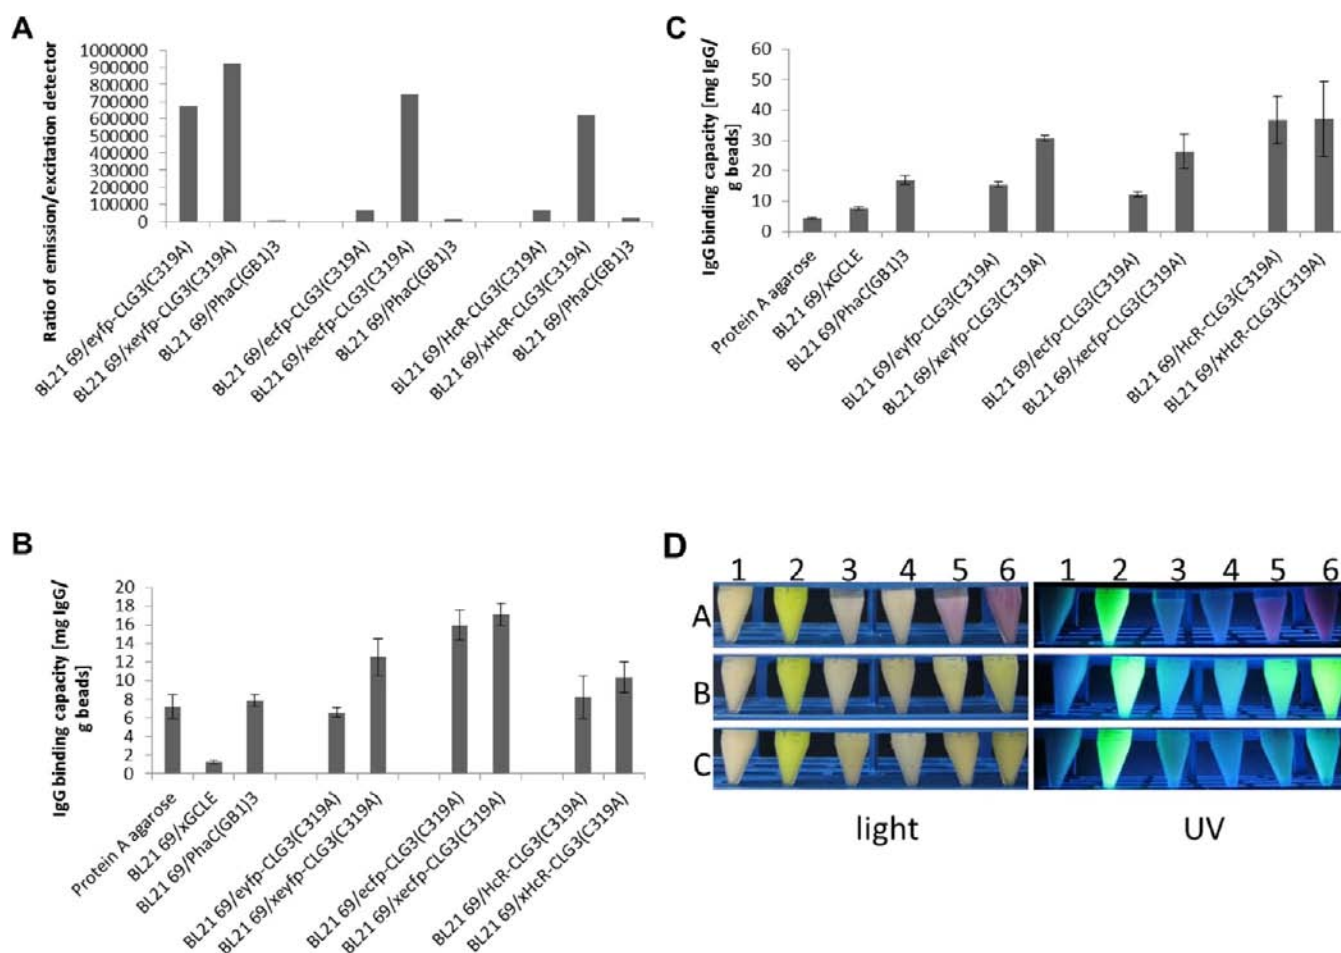 A
Ratio of emission/excitation detector
1000000
900000
800000
700000
600000
500000
400000
300000
200000
100000
0
BL21 69/eyfp-CLG3(C319A)
BL21 69/xeyfp-CLG3(C319A)
BL21 69/PhaC(GB1)3
BL21 69/ecfp-CLG3(C319A)
BL21 69/xecfp-CLG3(C319A)
BL21 69/PhaC(GB1)3
BL21 69/HcR-CLG3(C319A)
BL21 69/xHcR-CLG3(C319A)
BL21 69/PhaC(GB1)3
C
IgG binding capacity [mg IgG/
g beads]
60
50
40
30
20
10
0
Protein A agarose
BL21 69/xGCLE
BL21 69/PhaC(GB1)3
BL21 69/eyfp-CLG3(C319A)
BL21 69/xeyfp-CLG3(C319A)
BL21 69/ecfp-CLG3(C319A)
BL21 69/xecfp-CLG3(C319A)
BL21 69/HcR-CLG3(C319A)
BL21 69/xHcR-CLG3(C319A)
B
IgG binding capacity [mg IgG/
g beads]
20
18
16
14
12
10
8
6
4
2
0
Protein A agarose
BL21 69/xGCLE
BL21 69/PhaC(GB1)3
BL21 69/eyfp-CLG3(C319A)
BL21 69/xeyfp-CLG3(C319A)
BL21 69/ecfp-CLG3(C319A)
BL21 69/xecfp-CLG3(C319A)
BL21 69/HcR-CLG3(C319A)
BL21 69/xHcR-CLG3(C319A)
D
1 2 3 4 5 6 1 2 3 4 5 6
A
B
C
light UV